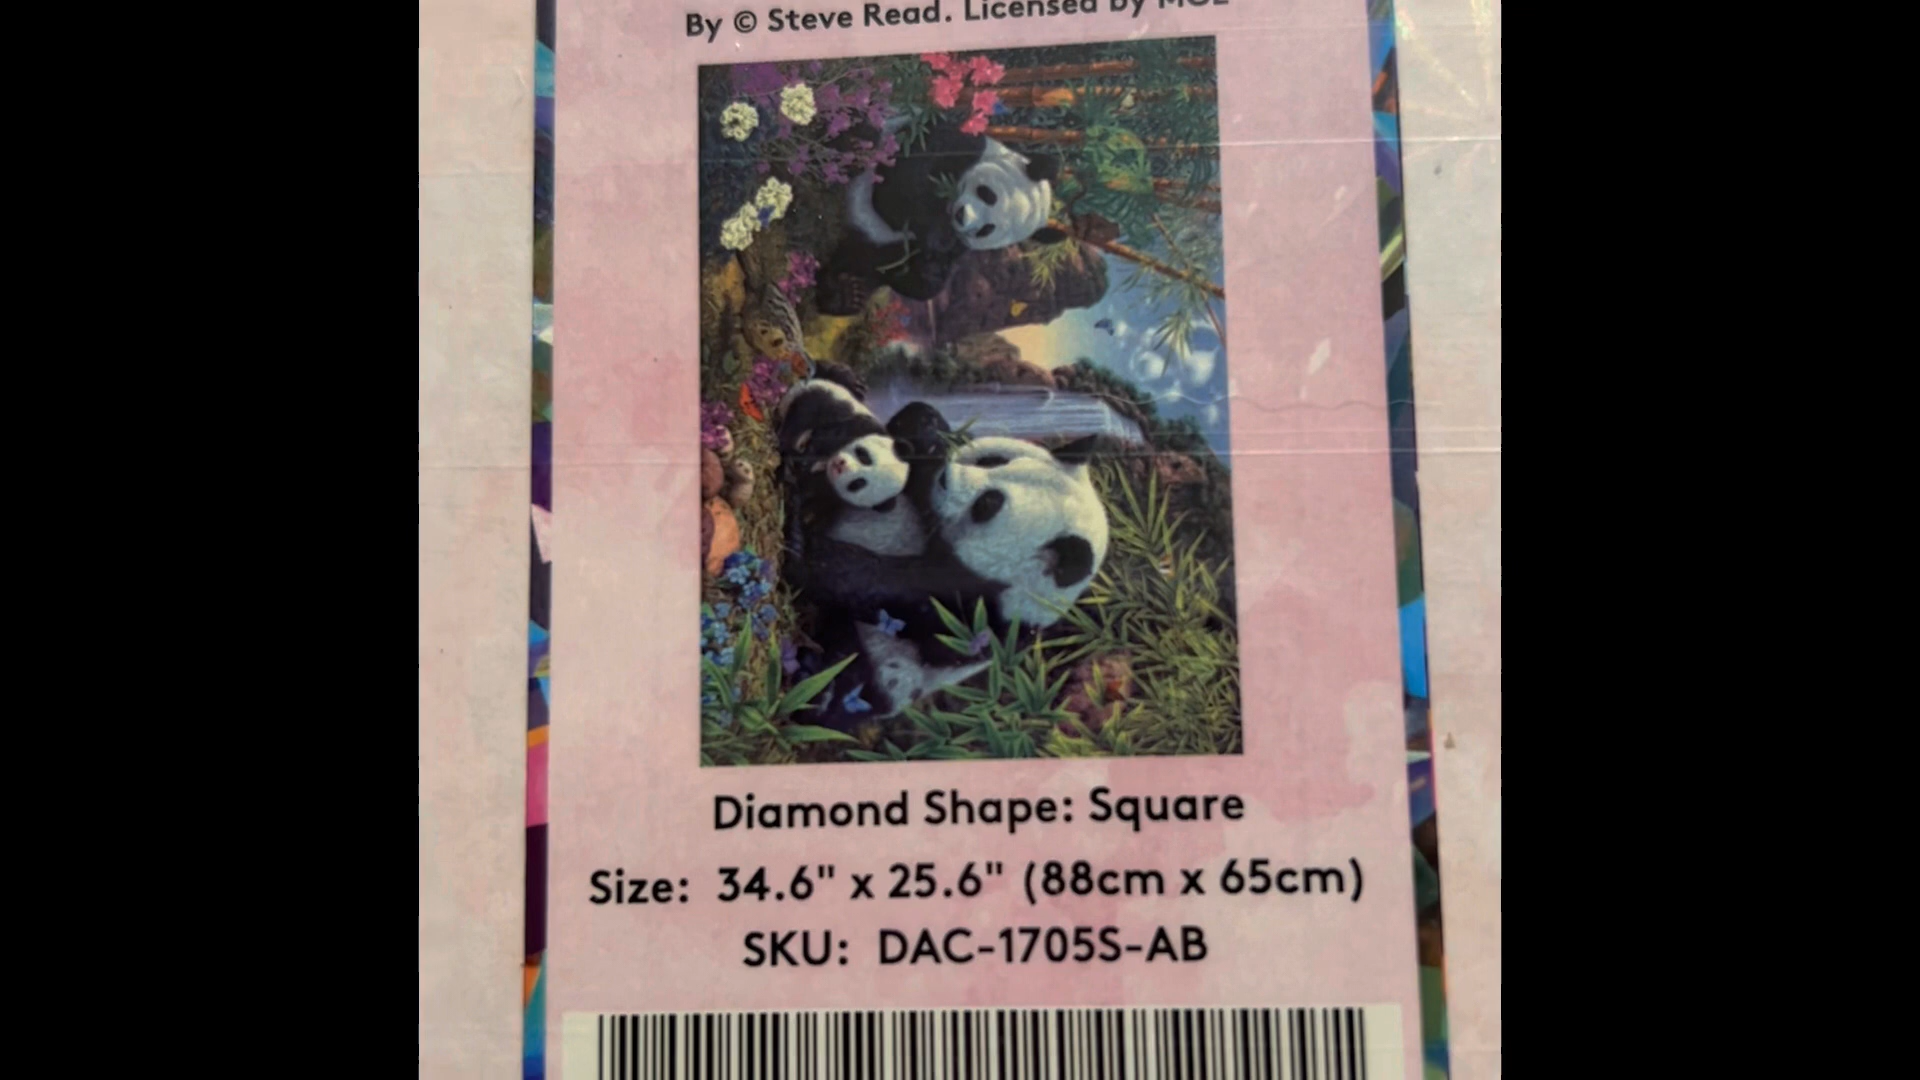 By © Steve Read. Licensed by MGL
Diamond Shape: Square
Size: 34.6" x 25.6" (88cm x 65cm)
SKU: DAC-1705S-AB